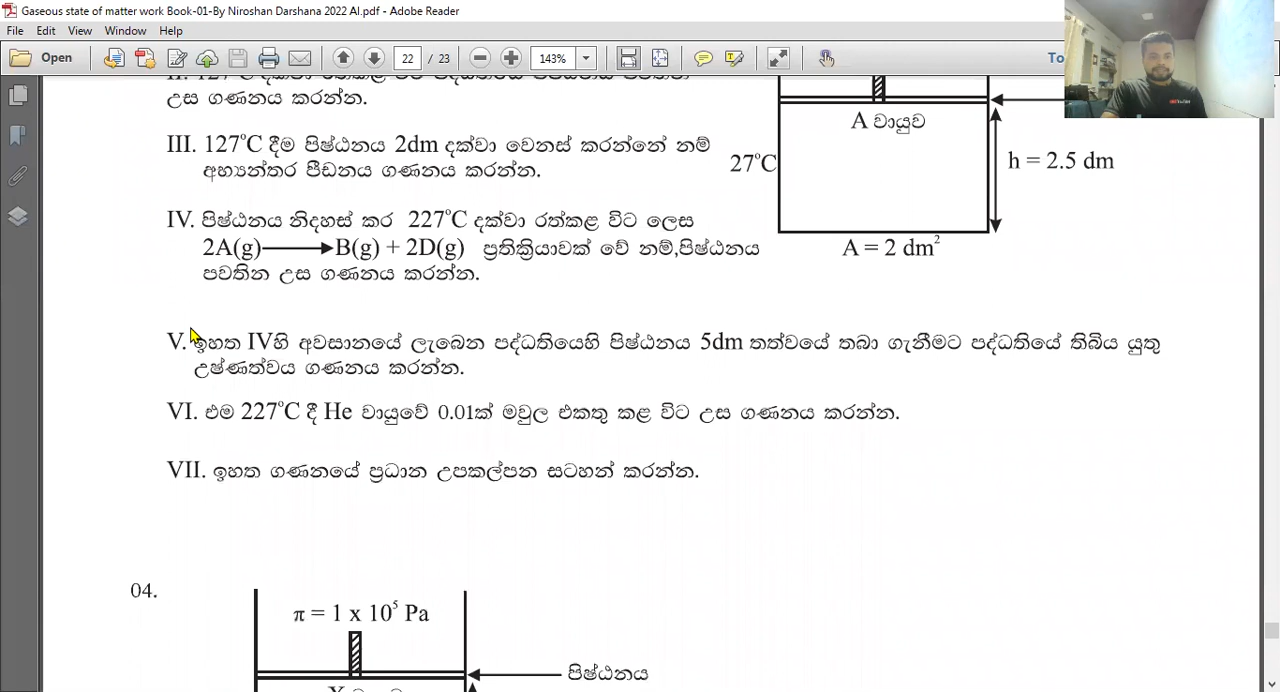 Gaseous state of matter work Book-01-By Niroshan Darshana 2022 Al.pdf - Adobe Reader
File Edit View Window Help
Open 22 / 23 143% To
උස ගණනය කරන්න.
A වායුව
III. 127°C දීම පිෂ්ඨනය 2dm දක්වා වෙනස් කරන්නේ නම්
අභ්‍යන්තර පීඩනය ගණනය කරන්න.
27°C
h = 2.5 dm
IV. පිෂ්ඨනය නිදහස් කර 227°C දක්වා රත්කළ විට ලෙස
2A(g)⟶B(g) + 2D(g) ප්‍රතික්‍රියාවක් වේ නම්,පිෂ්ඨනය
A = 2 dm²
පවතින උස ගණනය කරන්න.
V. ඉහත IVහි අවසානයේ ලැබෙන පද්ධතියෙහි පිෂ්ඨනය 5dm තත්වයේ තබා ගැනීමට පද්ධතියේ තිබිය යුතු
උෂ්ණත්වය ගණනය කරන්න.
VI. එම 227°C දී He වායුවේ 0.01ක් මවුල එකතු කළ විට උස ගණනය කරන්න.
VII. ඉහත ගණනයේ ප්‍රධාන උපකල්පන සටහන් කරන්න.
04.
π = 1 x 10⁵ Pa
පිෂ්ඨනය